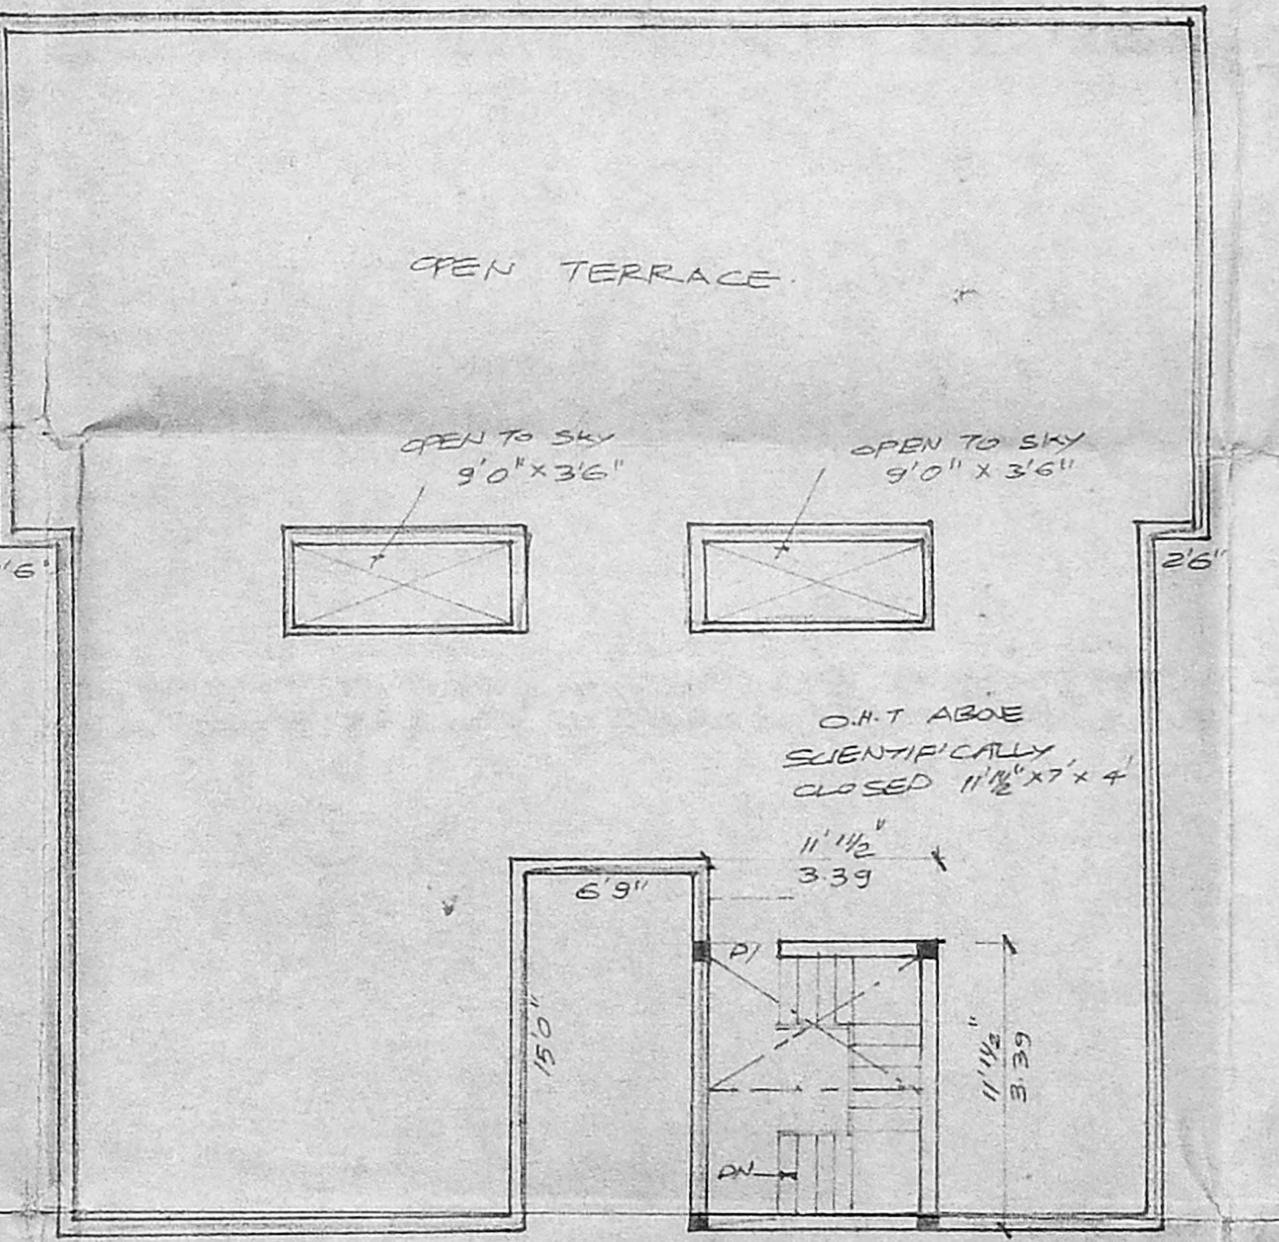 OPEN TERRACE.
OPEN TO SKY
9'0" X 3'6"
OPEN TO SKY
9'0" X 3'6"
'6"
2'6"
O.H.T ABOVE
SCIENTIFICALLY
CLOSED 11'1½" X 7' X 4'
11'1½"
3.39
6'9"
D1
15'0"
11'1½"
3.39
DN